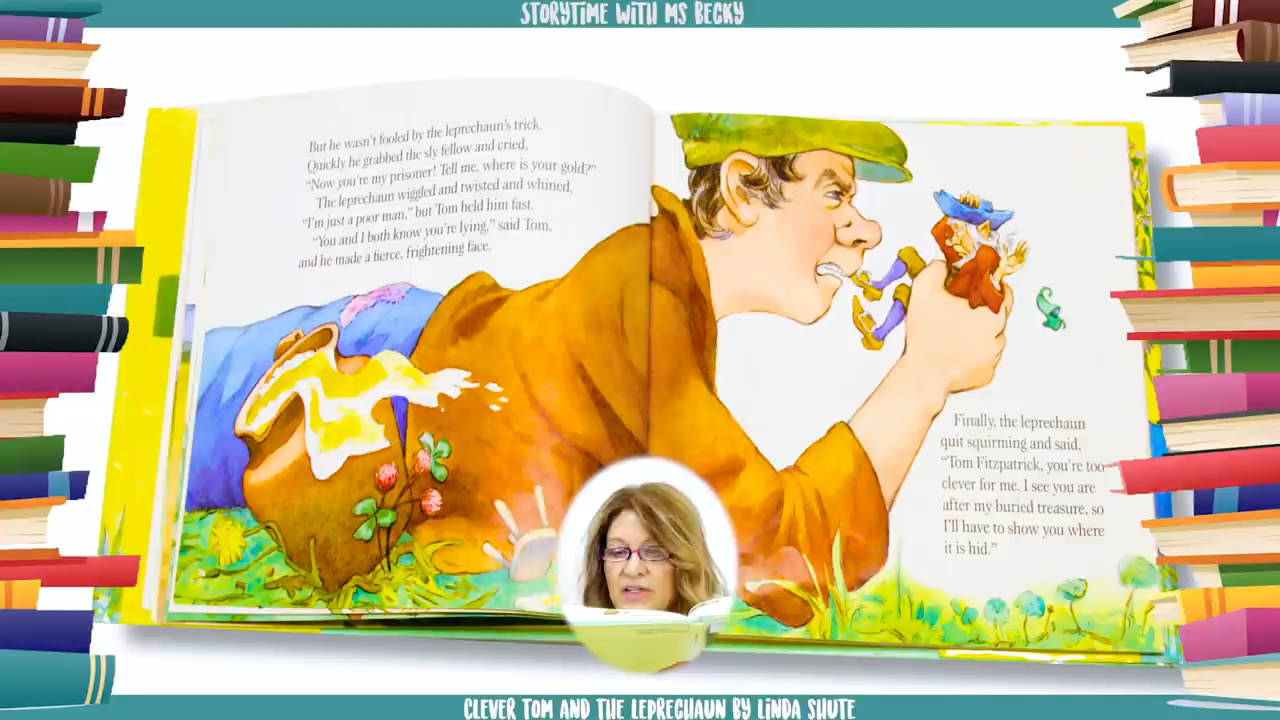 STORYTIME WITH MS BECKY
But he wasn't fooled by the leprechaun's trick.
Quickly he grabbed the sly fellow and cried,
"Now you're my prisoner! Tell me, where is your gold?"
The leprechaun wiggled and twisted and whined,
"I'm just a poor man," but Tom held him fast.
"You and I both know you're lying," said Tom,
and he made a fierce, frightening face.
Finally, the leprechaun
quit squirming and said,
"Tom Fitzpatrick, you're too
clever for me. I see you are
after my buried treasure, so
I'll have to show you where
it is hid."
CLEVER TOM AND THE LEPRECHAUN BY LINDA SHUTE